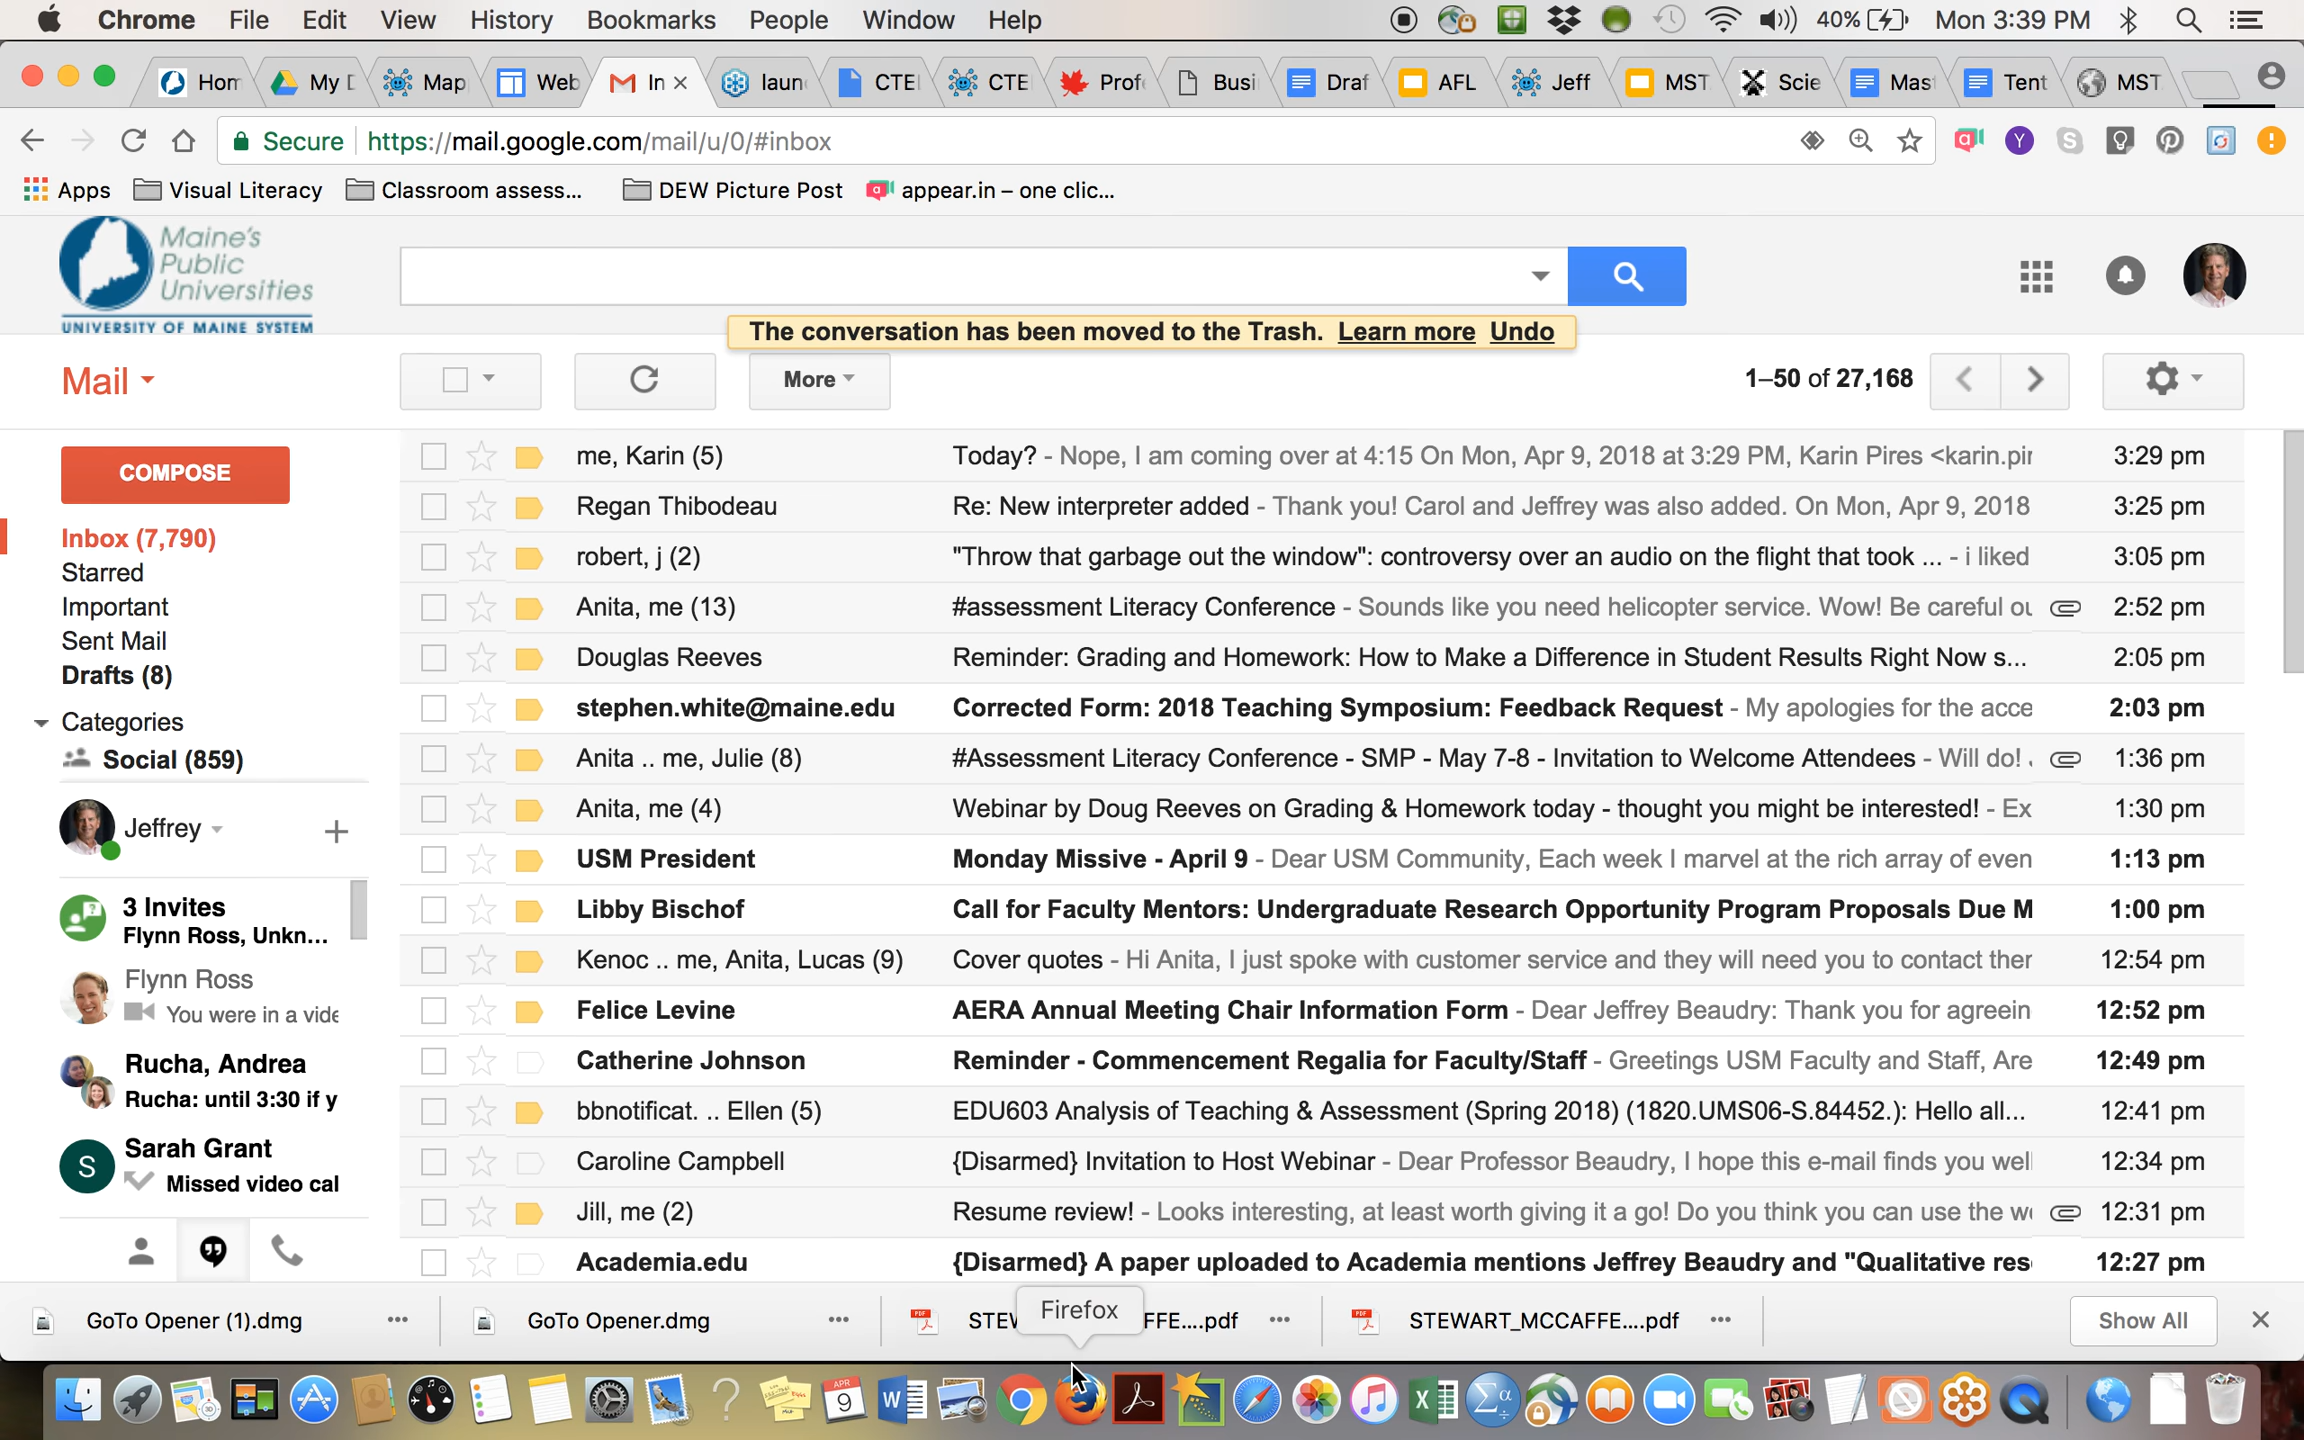 Chrome File Edit View History Bookmarks People Window Help 40% Mon 3:39 PM
Hom My D Map Web In laun CTE CTE Prof Busi Draf AFL Jeff MST Scie Mas Tent MST
Secure https://mail.google.com/mail/u/0/#inbox
Apps Visual Literacy Classroom assess... DEW Picture Post appear.in – one clic...
Maine's
Public
Universities
UNIVERSITY OF MAINE SYSTEM
The conversation has been moved to the Trash. Learn more Undo
Mail More 1–50 of 27,168
COMPOSE
Inbox (7,790)
Starred
Important
Sent Mail
Drafts (8)
Categories
Social (859)
Jeffrey
3 Invites
Flynn Ross, Unkn...
Flynn Ross
You were in a vide
Rucha, Andrea
Rucha: until 3:30 if y
S
Sarah Grant
Missed video cal
me, Karin (5) Today? - Nope, I am coming over at 4:15 On Mon, Apr 9, 2018 at 3:29 PM, Karin Pires <karin.pir 3:29 pm
Regan Thibodeau Re: New interpreter added - Thank you! Carol and Jeffrey was also added. On Mon, Apr 9, 2018 3:25 pm
robert, j (2) "Throw that garbage out the window": controversy over an audio on the flight that took ... - i liked 3:05 pm
Anita, me (13) #assessment Literacy Conference - Sounds like you need helicopter service. Wow! Be careful ou 2:52 pm
Douglas Reeves Reminder: Grading and Homework: How to Make a Difference in Student Results Right Now s... 2:05 pm
stephen.white@maine.edu Corrected Form: 2018 Teaching Symposium: Feedback Request - My apologies for the acce 2:03 pm
Anita .. me, Julie (8) #Assessment Literacy Conference - SMP - May 7-8 - Invitation to Welcome Attendees - Will do! 1:36 pm
Anita, me (4) Webinar by Doug Reeves on Grading & Homework today - thought you might be interested! - Ex 1:30 pm
USM President Monday Missive - April 9 - Dear USM Community, Each week I marvel at the rich array of even 1:13 pm
Libby Bischof Call for Faculty Mentors: Undergraduate Research Opportunity Program Proposals Due M 1:00 pm
Kenoc .. me, Anita, Lucas (9) Cover quotes - Hi Anita, I just spoke with customer service and they will need you to contact ther 12:54 pm
Felice Levine AERA Annual Meeting Chair Information Form - Dear Jeffrey Beaudry: Thank you for agreein 12:52 pm
Catherine Johnson Reminder - Commencement Regalia for Faculty/Staff - Greetings USM Faculty and Staff, Are 12:49 pm
bbnotificat. .. Ellen (5) EDU603 Analysis of Teaching & Assessment (Spring 2018) (1820.UMS06-S.84452.): Hello all... 12:41 pm
Caroline Campbell {Disarmed} Invitation to Host Webinar - Dear Professor Beaudry, I hope this e-mail finds you well 12:34 pm
Jill, me (2) Resume review! - Looks interesting, at least worth giving it a go! Do you think you can use the we 12:31 pm
Academia.edu {Disarmed} A paper uploaded to Academia mentions Jeffrey Beaudry and "Qualitative res 12:27 pm
GoTo Opener (1).dmg GoTo Opener.dmg STEW FFE....pdf STEWART_MCCAFFE....pdf Show All
Firefox
APR
9